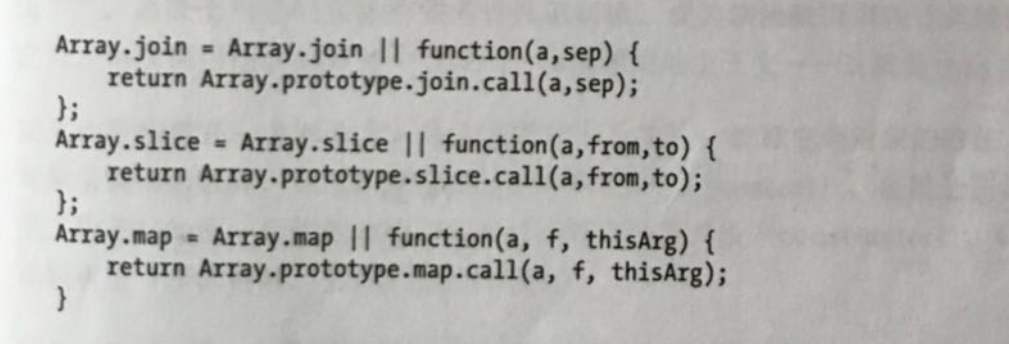 Array.join = Array.join || function(a,sep) {
    return Array.prototype.join.call(a,sep);
};
Array.slice = Array.slice || function(a,from,to) {
    return Array.prototype.slice.call(a,from,to);
};
Array.map = Array.map || function(a, f, thisArg) {
    return Array.prototype.map.call(a, f, thisArg);
}